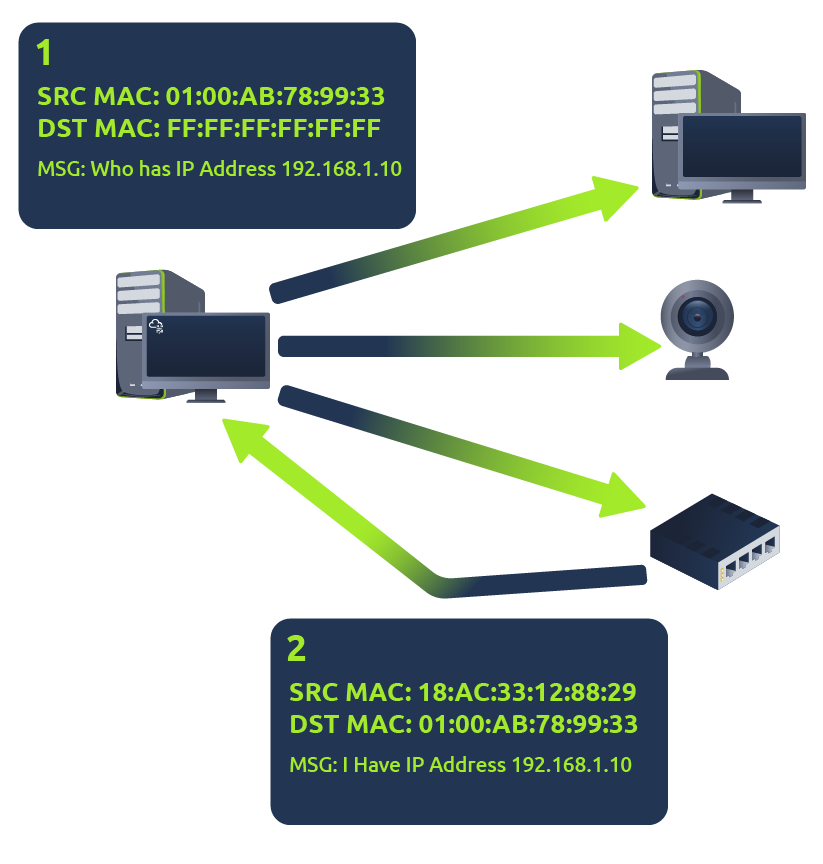 1
SRC MAC: 01:00:AB:78:99:33
DST MAC: FF:FF:FF:FF:FF:FF
MSG: Who has IP Address 192.168.1.10
2
SRC MAC: 18:AC:33:12:88:29
DST MAC: 01:00:AB:78:99:33
MSG: I Have IP Address 192.168.1.10